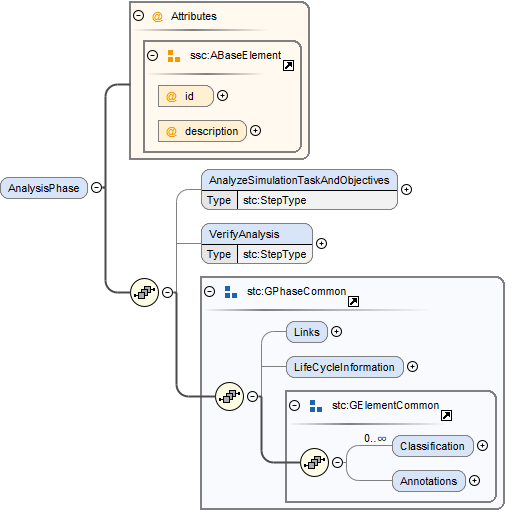 @ Attributes
ssc:ABaseElement
@ id
@ description
AnalysisPhase
AnalyzeSimulationTaskAndObjectives
Type stc:StepType
VerifyAnalysis
Type stc:StepType
stc:GPhaseCommon
Links
LifeCycleInformation
stc:GElementCommon
0..∞
Classification
Annotations